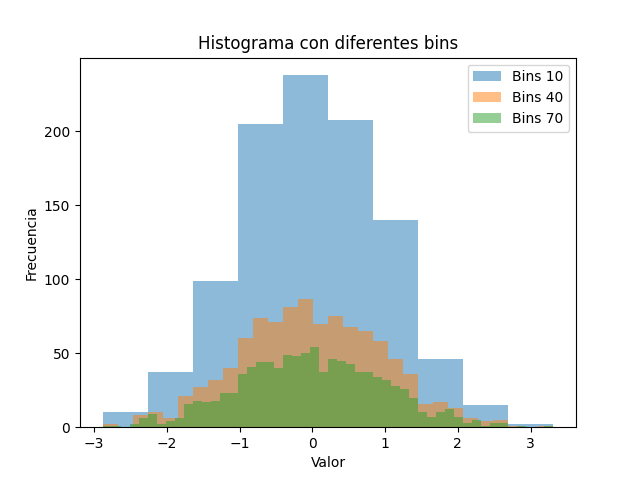 Histograma con diferentes bins
Bins 10
Bins 40
Bins 70
Frecuencia
200
150
100
50
0
−3
−2
−1
0
1
2
3
Valor